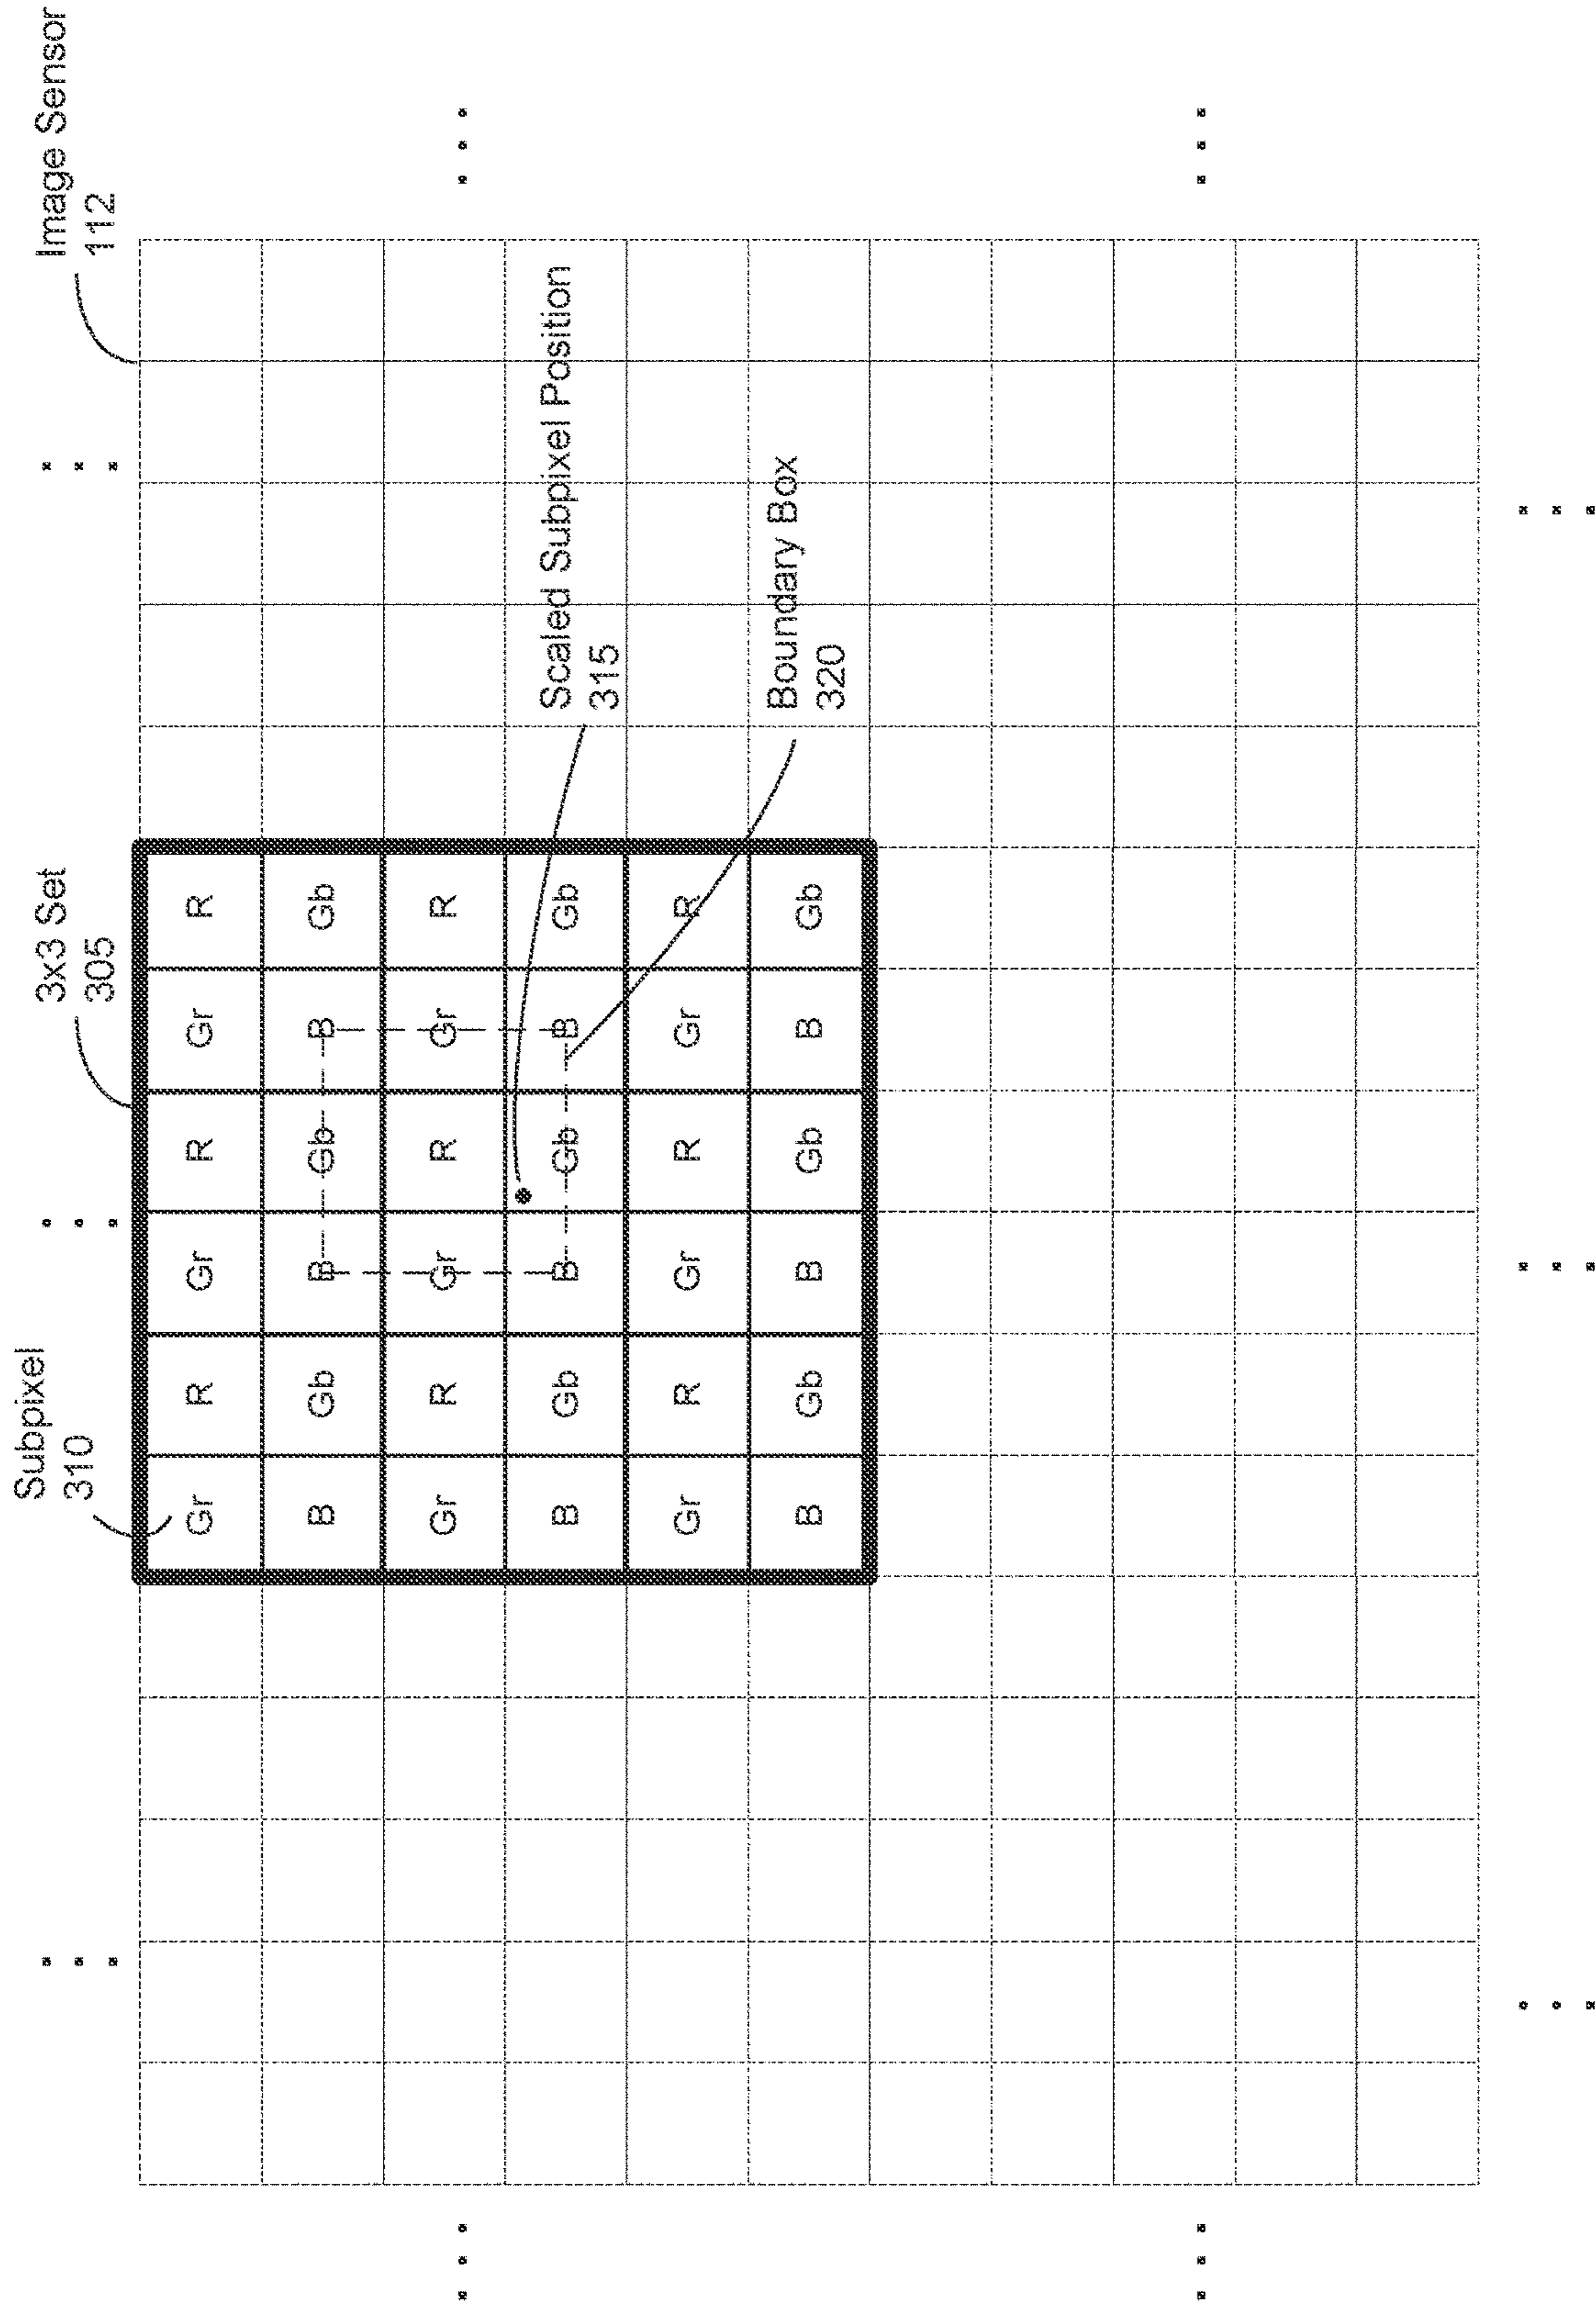 Subpixel
310
3x3 Set
305
Image Sensor
112
Gr R Gr R Gr R
B Gb B Gb B Gb
Gr R Gr R Gr R
B Gb B Gb B Gb
Gr R Gr R Gr R
B Gb B Gb B Gb
Scaled Subpixel Position
315
Boundary Box
320